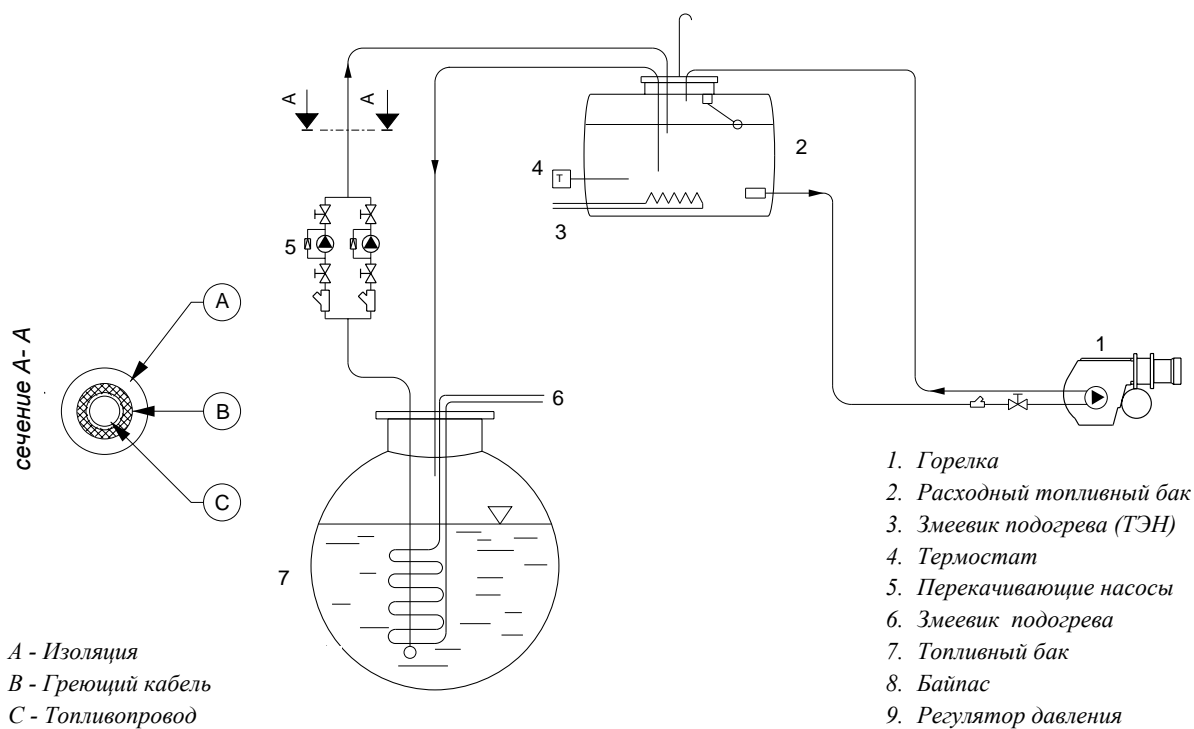 A
A
2
4
T
3
5
сечение А- А
A
B
C
1
6
7
1. Горелка
2. Расходный топливный бак
3. Змеевик подогрева (ТЭН)
4. Термостат
5. Перекачивающие насосы
6. Змеевик подогрева
7. Топливный бак
8. Байпас
9. Регулятор давления
А - Изоляция
В - Греющий кабель
С - Топливопровод